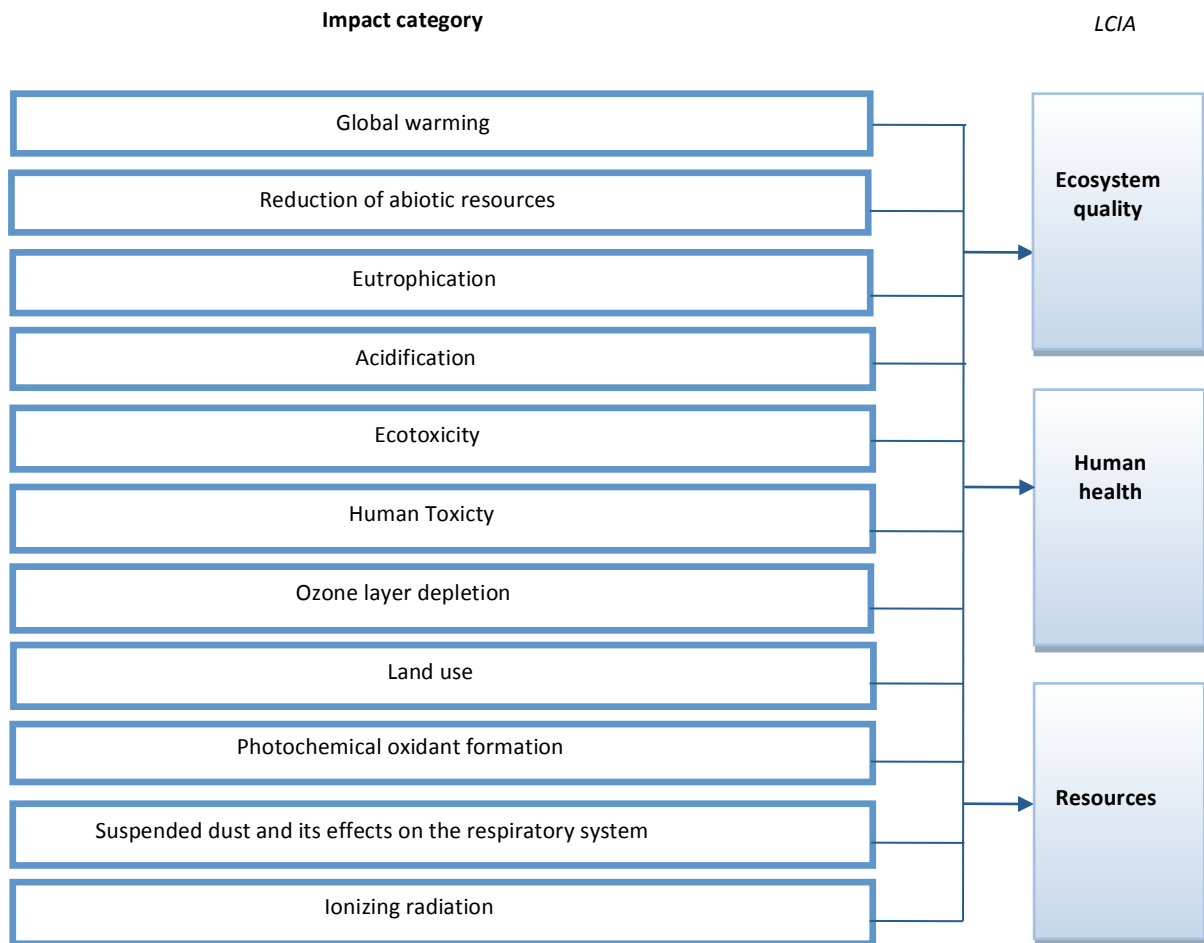 Impact category
LCIA
Global warming
Reduction of abiotic resources
Eutrophication
Acidification
Ecotoxicity
Human Toxicty
Ozone layer depletion
Land use
Photochemical oxidant formation
Suspended dust and its effects on the respiratory system
Ionizing radiation
Ecosystem
quality
Human
health
Resources